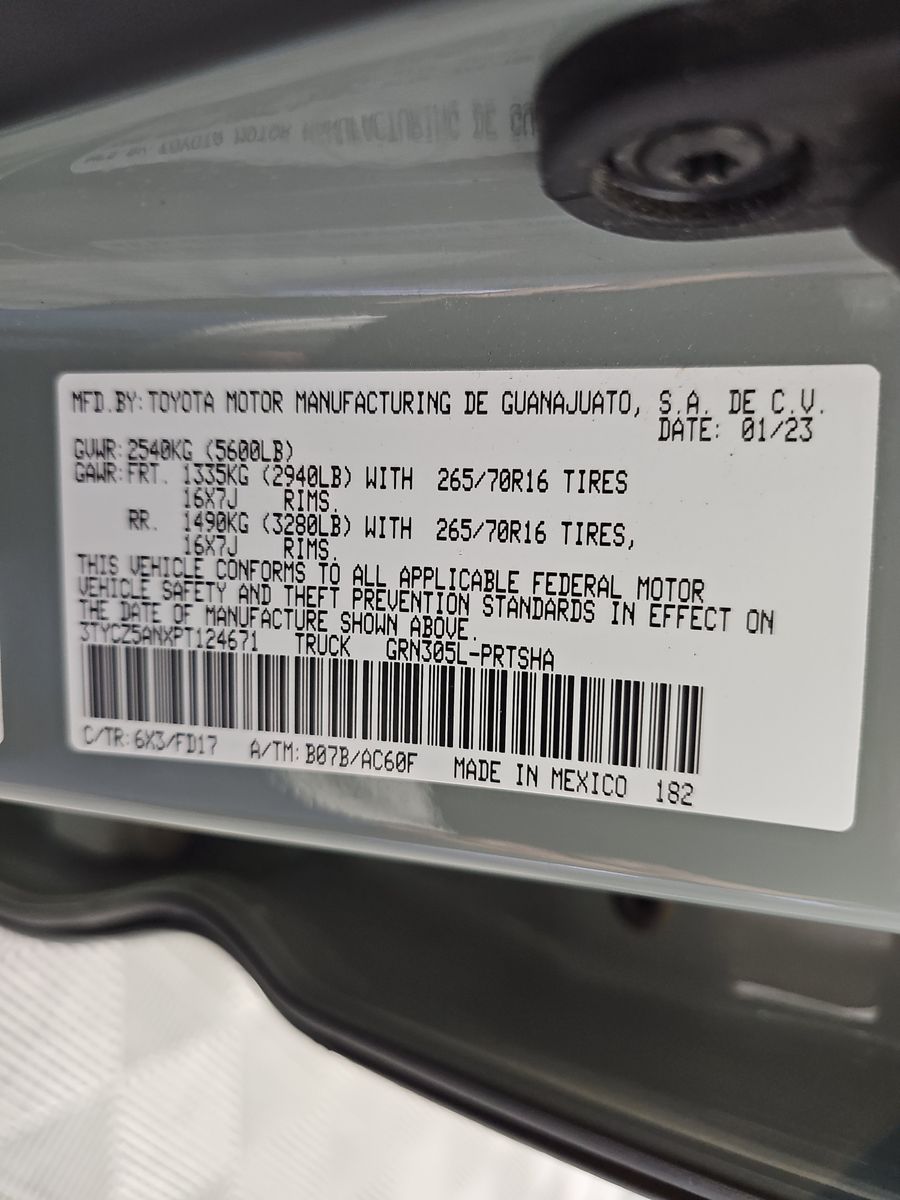 MFD.BY: TOYOTA MOTOR MANUFACTURING DE GUANAJUATO, S.A. DE C.V.
DATE: 01/23
GVWR: 2540KG (5600LB)
GAWR: FRT. 1335KG (2940LB) WITH 265/70R16 TIRES
16X7J RIMS,
RR. 1490KG (3280LB) WITH 265/70R16 TIRES,
16X7J RIMS.
THIS VEHICLE CONFORMS TO ALL APPLICABLE FEDERAL MOTOR
VEHICLE SAFETY AND THEFT PREVENTION STANDARDS IN EFFECT ON
THE DATE OF MANUFACTURE SHOWN ABOVE.
3TYCZ5ANXPT124671 TRUCK GRN305L-PRTSHA
C/TR: 6X3/FD17 A/TM: B07B/AC60F MADE IN MEXICO 182